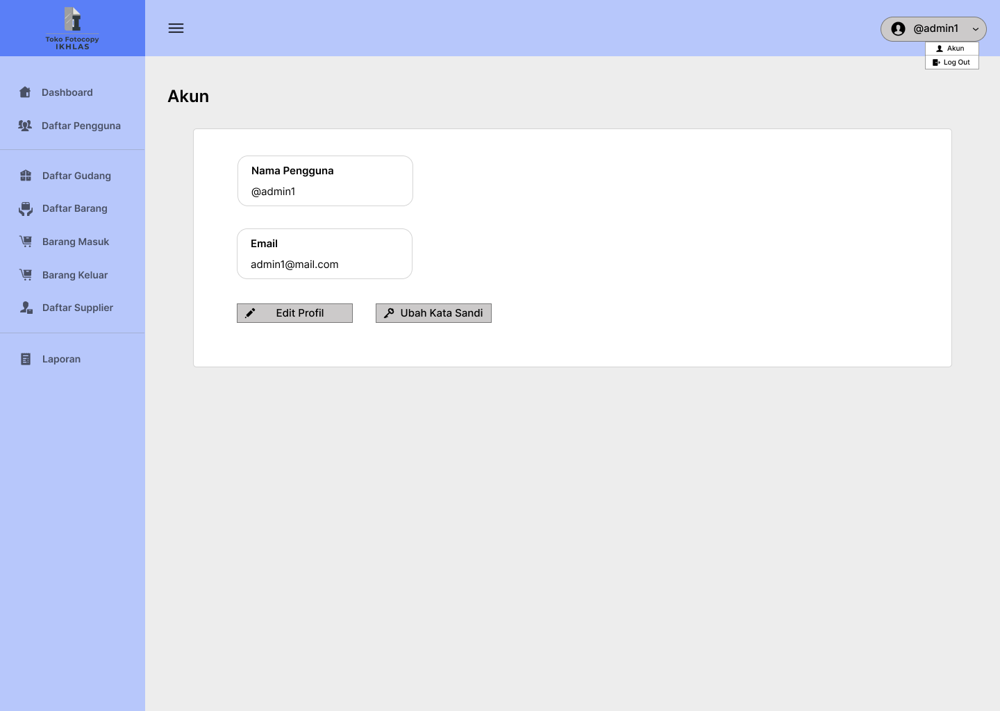 Toko Fotocopy
IKHLAS
@admin1
Akun
Log Out
Dashboard
Daftar Pengguna
Daftar Gudang
Daftar Barang
Barang Masuk
Barang Keluar
Daftar Supplier
Laporan
Akun
Nama Pengguna
@admin1
Email
admin1@mail.com
Edit Profil
Ubah Kata Sandi